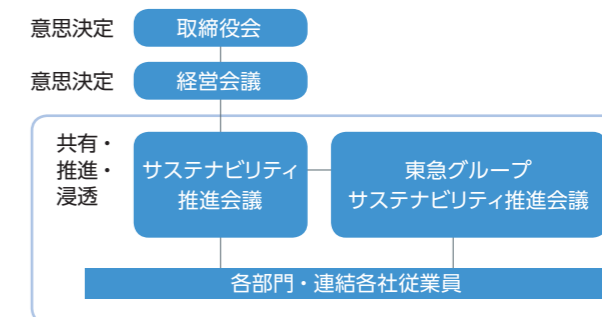 意思決定 取締役会
意思決定 経営会議
共有・
推進・
浸透
サステナビリティ
推進会議
東急グループ
サステナビリティ推進会議
各部門・連結各社従業員